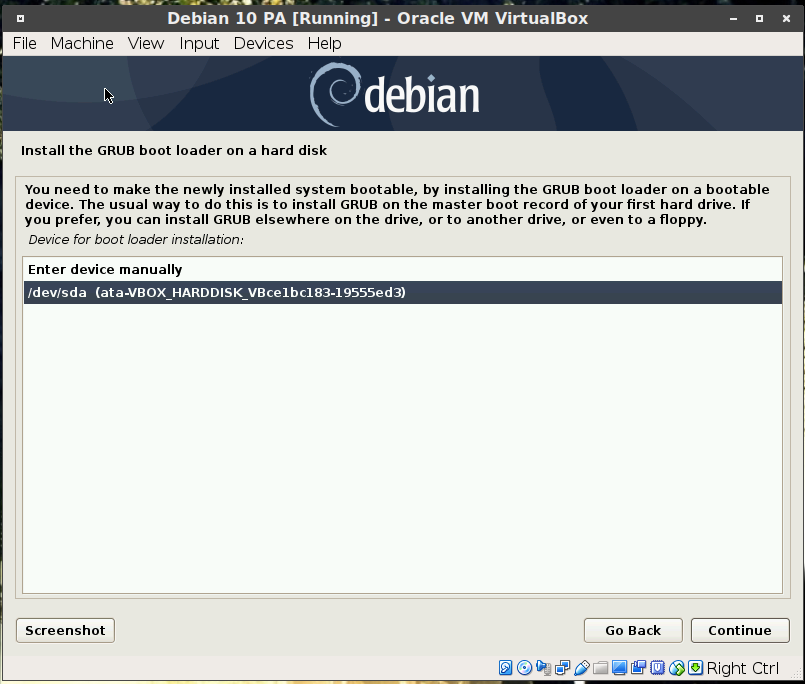 Debian 10 PA [Running] - Oracle VM VirtualBox
File Machine View Input Devices Help
debian
Install the GRUB boot loader on a hard disk
You need to make the newly installed system bootable, by installing the GRUB boot loader on a bootable
device. The usual way to do this is to install GRUB on the master boot record of your first hard drive. If
you prefer, you can install GRUB elsewhere on the drive, or to another drive, or even to a floppy.
Device for boot loader installation:
Enter device manually
/dev/sda (ata-VBOX_HARDDISK_VBce1bc183-19555ed3)
Screenshot Go Back Continue
Right Ctrl